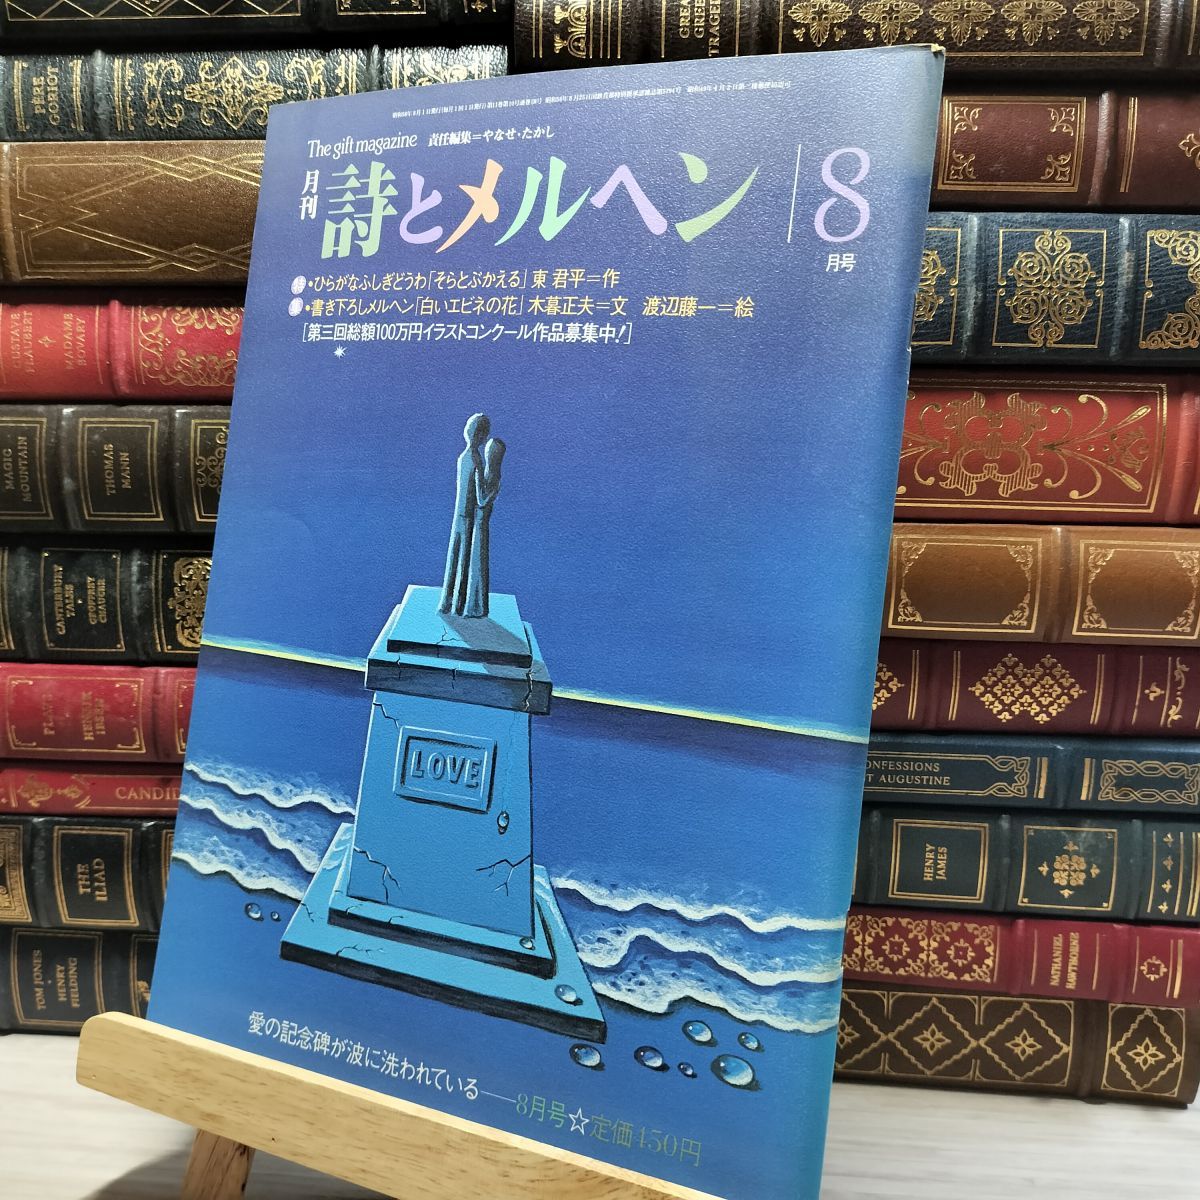 The gift magazine 責任編集=やなせ・たかし
月刊 詩とメルヘン 8月号
特集
・ひらがなふしぎどうわ「そらとぶかえる」東 君平=作
・書き下ろしメルヘン「白いエビネの花」木暮正夫=文 渡辺藤一=絵
[第三回総額100万円イラストコンクール作品募集中!]
LOVE
愛の記念碑が波に洗われている——8月号☆定価450円
PÈRE GORIOT
GUSTAVE FLAUBERT
MADAME BOVARY
MAGIC MOUNTAIN
THOMAS MANN
CANTERBURY TALES
GEOFFREY CHAUCER
PLAYS
HENRIK IBSEN
CANDID
THE ILIAD
TOM JONES
HENRY FIELDING
GREAT GREEK TRAGEDIES
CONFESSIONS
ST AUGUSTINE
HENRY JAMES
NATHANIEL HAWTHORNE